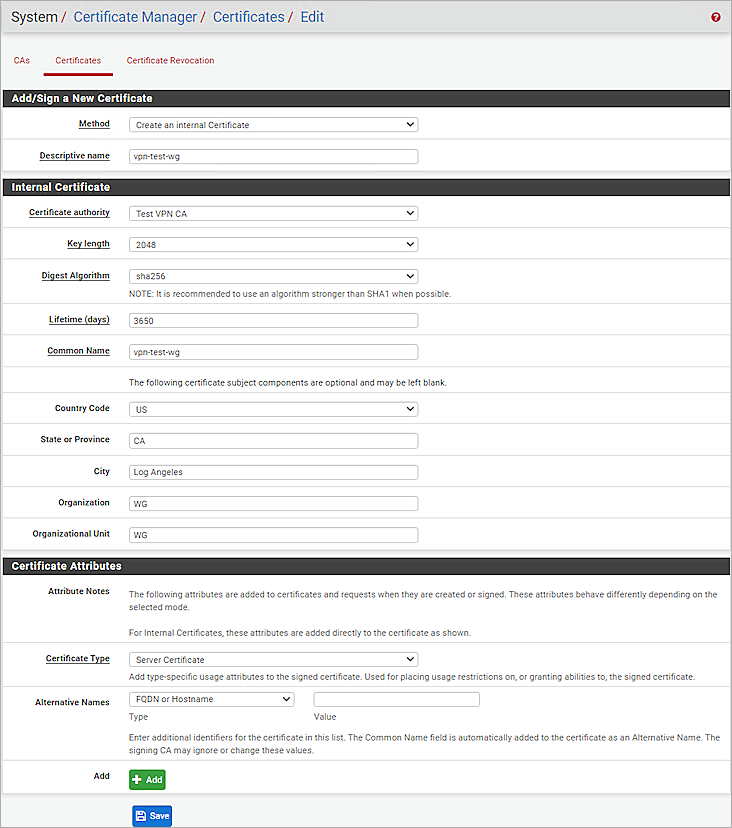 System / Certificate Manager / Certificates / Edit
CAs Certificates Certificate Revocation
Add/Sign a New Certificate
Method Create an internal Certificate
Descriptive name vpn-test-wg
Internal Certificate
Certificate authority Test VPN CA
Key length 2048
Digest Algorithm sha256
NOTE: It is recommended to use an algorithm stronger than SHA1 when possible.
Lifetime (days) 3650
Common Name vpn-test-wg
The following certificate subject components are optional and may be left blank.
Country Code US
State or Province CA
City Log Angeles
Organization WG
Organizational Unit WG
Certificate Attributes
Attribute Notes The following attributes are added to certificates and requests when they are created or signed. These attributes behave differently depending on the
selected mode.
For Internal Certificates, these attributes are added directly to the certificate as shown.
Certificate Type Server Certificate
Add type-specific usage attributes to the signed certificate. Used for placing usage restrictions on, or granting abilities to, the signed certificate.
Alternative Names FQDN or Hostname
Type Value
Enter additional identifiers for the certificate in this list. The Common Name field is automatically added to the certificate as an Alternative Name. The
signing CA may ignore or change these values.
Add + Add
Save